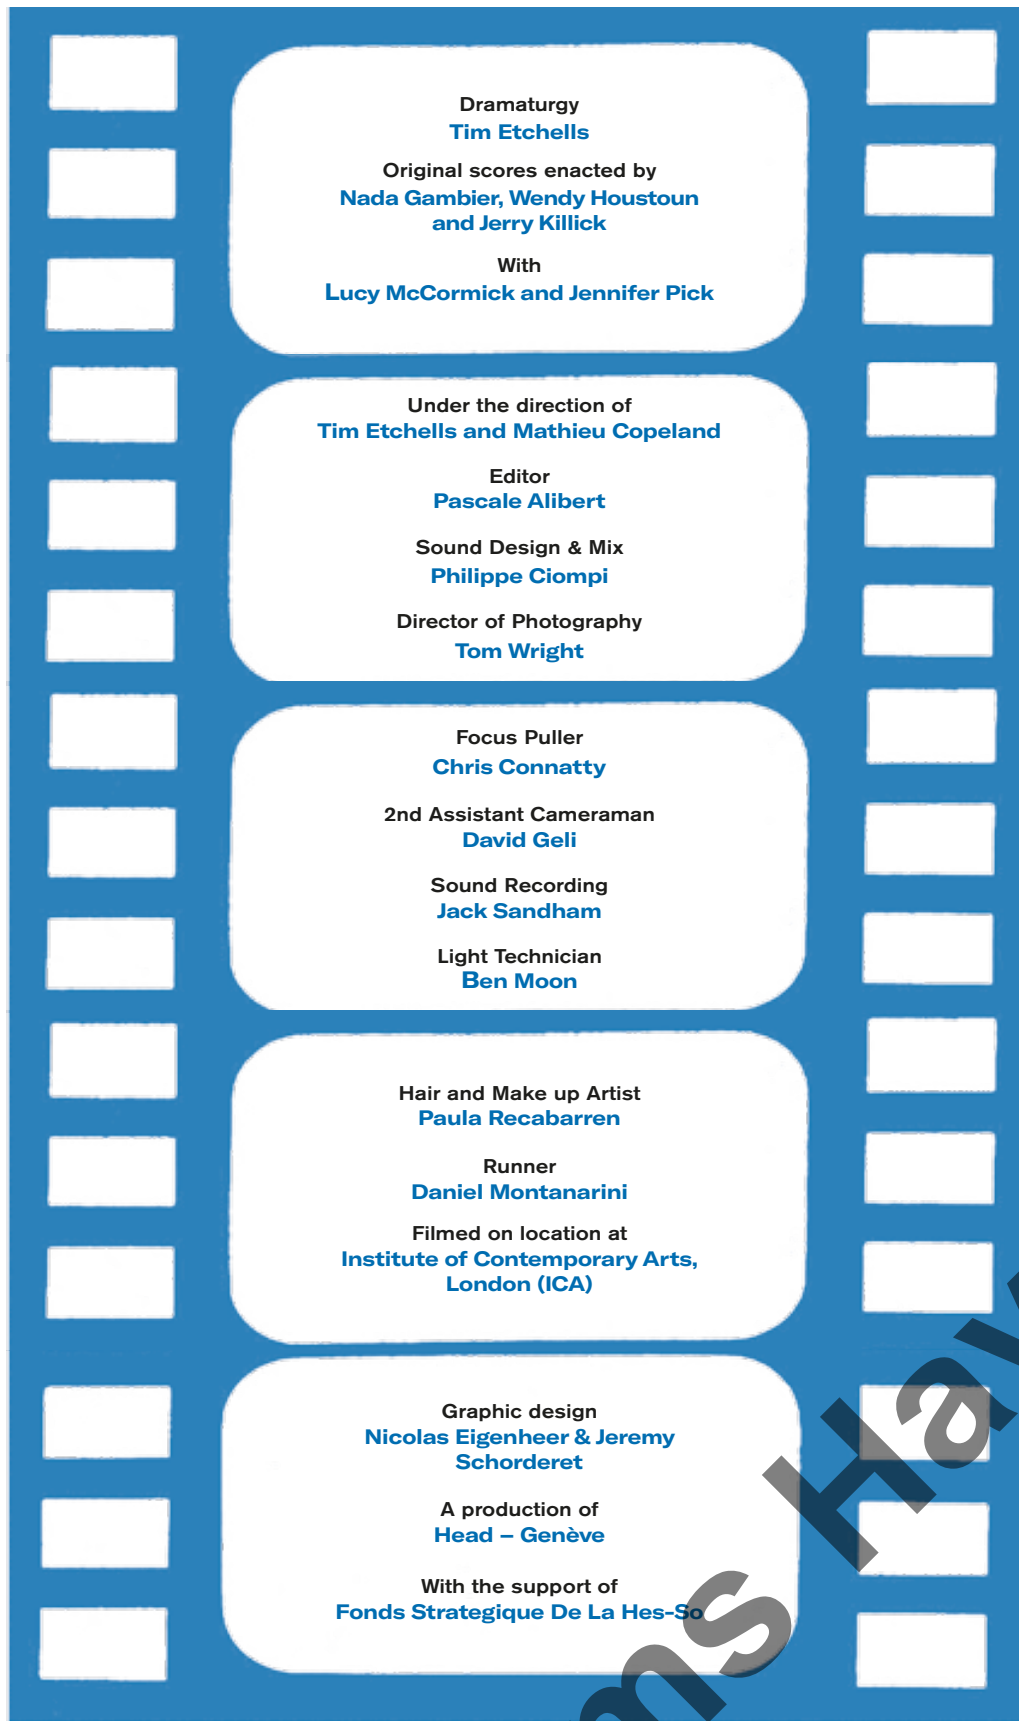 Dramaturgy
Tim Etchells
Original scores enacted by
Nada Gambier, Wendy Houstoun
and Jerry Killick
With
Lucy McCormick and Jennifer Pick
Under the direction of
Tim Etchells and Mathieu Copeland
Editor
Pascale Alibert
Sound Design & Mix
Philippe Ciompi
Director of Photography
Tom Wright
Focus Puller
Chris Connatty
2nd Assistant Cameraman
David Geli
Sound Recording
Jack Sandham
Light Technician
Ben Moon
Hair and Make up Artist
Paula Recabarren
Runner
Daniel Montanarini
Filmed on location at
Institute of Contemporary Arts,
London (ICA)
Graphic design
Nicolas Eigenheer & Jeremy
Schorderet
A production of
Head – Genève
With the support of
Fonds Strategique De La Hes-So